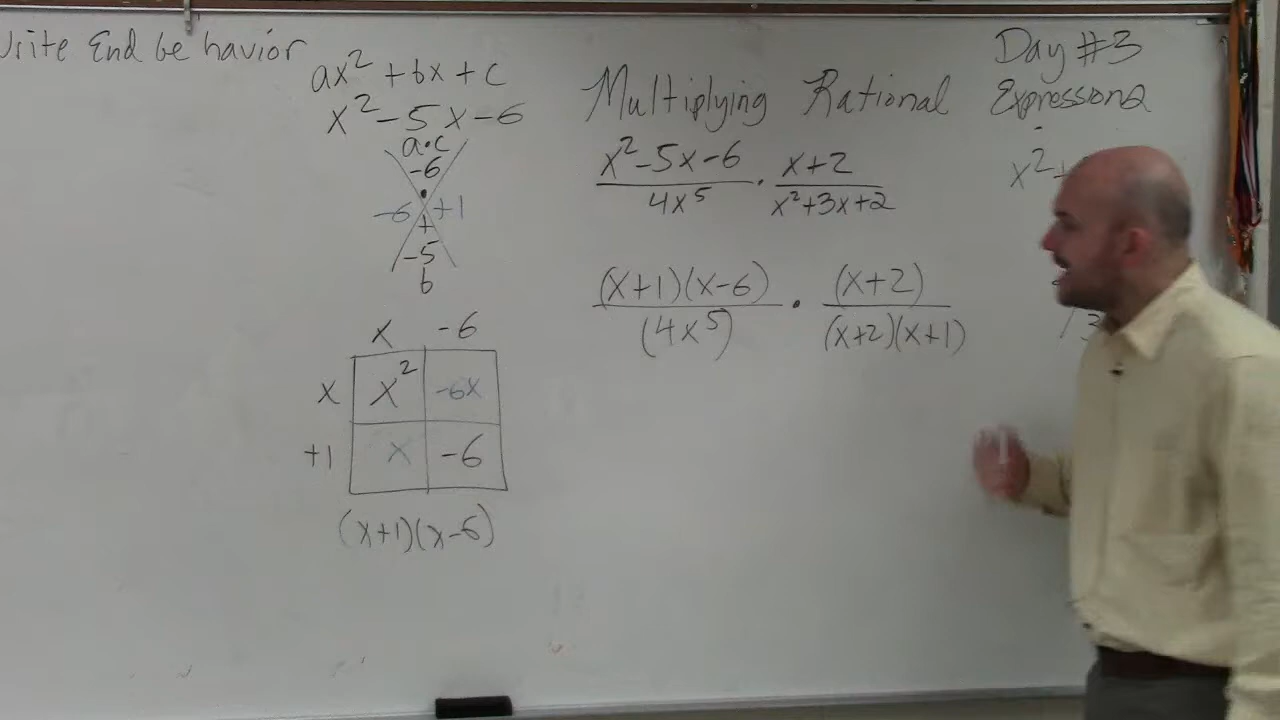 Write End behavior
ax² + bx + c
x² - 5x - 6
a·c
-6
-6 +1
+
-5
b
x -6
x x² -6x
+1 x -6
(x+1)(x-6)
Day #3
Multiplying Rational Expressions
x²-5x-6 / 4x⁵ · x+2 / x²+3x+2
(x+1)(x-6) / (4x⁵) · (x+2) / (x+2)(x+1)
x²+
3